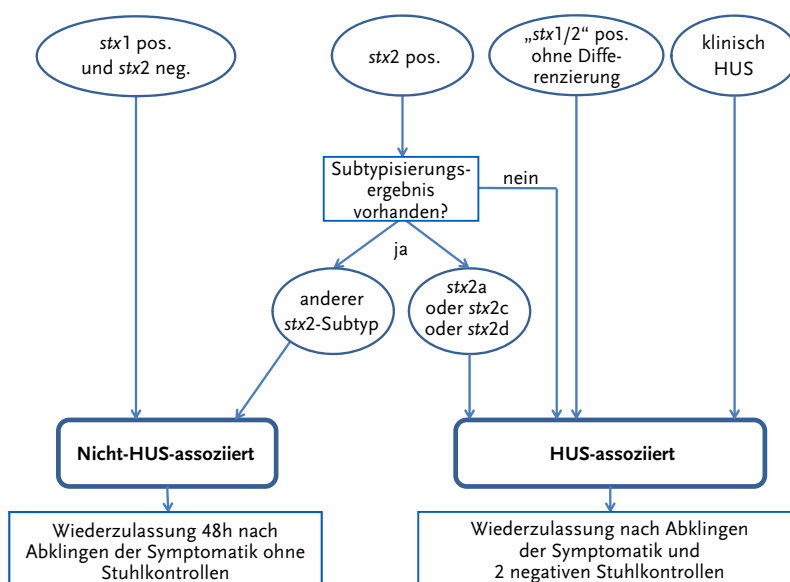 stx1 pos.
und stx2 neg.
stx2 pos.
„stx1/2“ pos.
ohne Diffe-
renzierung
klinisch
HUS
Subtypisierungs-
ergebnis
vorhanden?
nein
ja
anderer
stx2-Subtyp
stx2a
oder stx2c
oder stx2d
Nicht-HUS-assoziiert
HUS-assoziiert
Wiederzulassung 48h nach
Abklingen der Symptomatik ohne
Stuhlkontrollen
Wiederzulassung nach Abklingen
der Symptomatik und
2 negativen Stuhlkontrollen